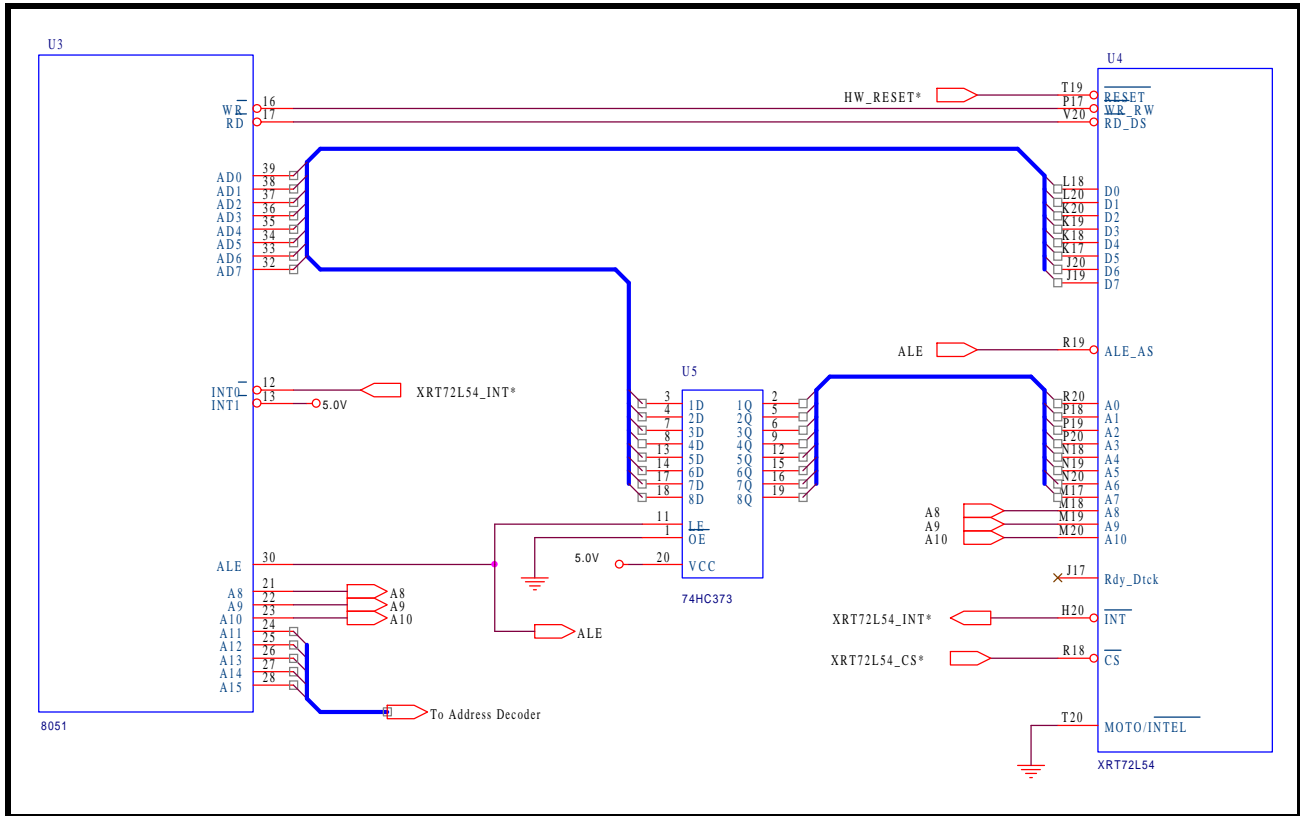 U3
WR 16
RD 17
AD0 39
AD1 38
AD2 37
AD3 36
AD4 35
AD5 34
AD6 33
AD7 32
INT0 12
XRT72L54_INT*
INT1 13
5.0V
ALE 30
A8 21
A8
A9 22
A9
A10 23
A10
A11 24
A12 25
A13 26
A14 27
A15 28
To Address Decoder
ALE
8051
U5
3 1D 1Q 2
4 2D 2Q 5
7 3D 3Q 6
8 4D 4Q 9
13 5D 5Q 12
14 6D 6Q 15
17 7D 7Q 16
18 8D 8Q 19
11 LE
1 OE
5.0V 20 VCC
74HC373
U4
HW_RESET* T19 RESET
P17 WR_RW
V20 RD_DS
L18 D0
L20 D1
K20 D2
K19 D3
K18 D4
K17 D5
J20 D6
J19 D7
ALE R19 ALE_AS
R20 A0
P18 A1
P19 A2
P20 A3
N18 A4
N19 A5
N20 A6
M17 A7
A8 M18 A8
A9 M19 A9
A10 M20 A10
J17 Rdy_Dtck
XRT72L54_INT* H20 INT
XRT72L54_CS* R18 CS
T20 MOTO/INTEL
XRT72L54